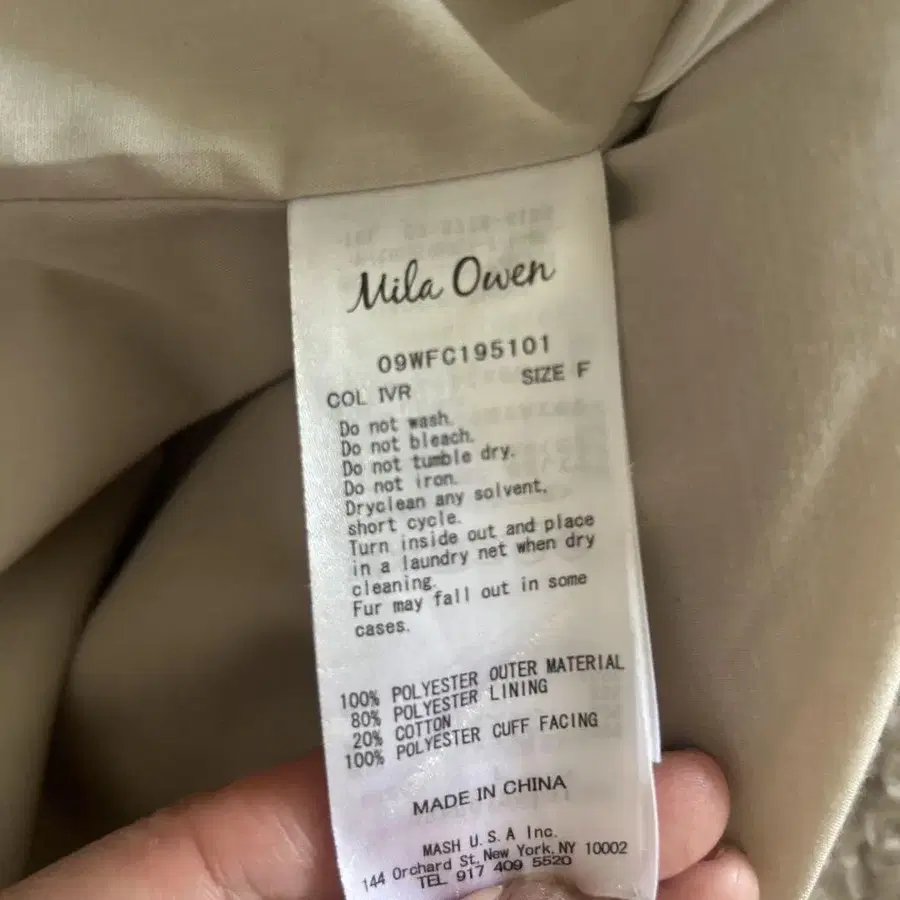 Mila Owen
09WFC195101
COL IVR SIZE F
Do not wash.
Do not bleach.
Do not tumble dry.
Do not iron.
Dryclean any solvent,
short cycle.
Turn inside out and place
in a laundry net when dry
cleaning.
Fur may fall out in some
cases.
100% POLYESTER OUTER MATERIAL
80% POLYESTER LINING
20% COTTON
100% POLYESTER CUFF FACING
MADE IN CHINA
MASH U.S.A Inc.
144 Orchard St, New York, NY 10002
TEL 917 409 5520